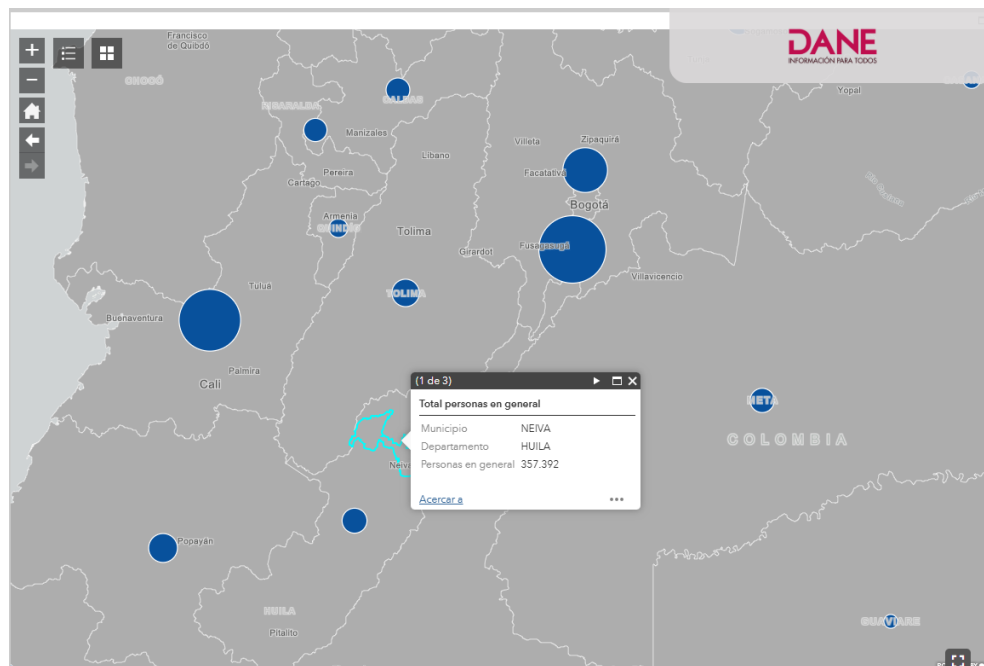 DANE
INFORMACIÓN PARA TODOS
Francisco
de Quibdó
CHOCÓ
CALDAS
RISARALDA
Manizales
Líbano
Villeta
Zipaquirá
Yopal
Pereira
Cartago
Facatativá
Bogotá
Armenia
QUINDÍO
Tolima
Girardot
Fusagasugá
Villavicencio
Tuluá
TOLIMA
Buenaventura
Palmira
Cali
(1 de 3)
Total personas en general
Municipio NEIVA
Departamento HUILA
Personas en general 357.392
Acercar a
META
COLOMBIA
Neiva
Popayán
HUILA
Pitalito
GUAVIARE